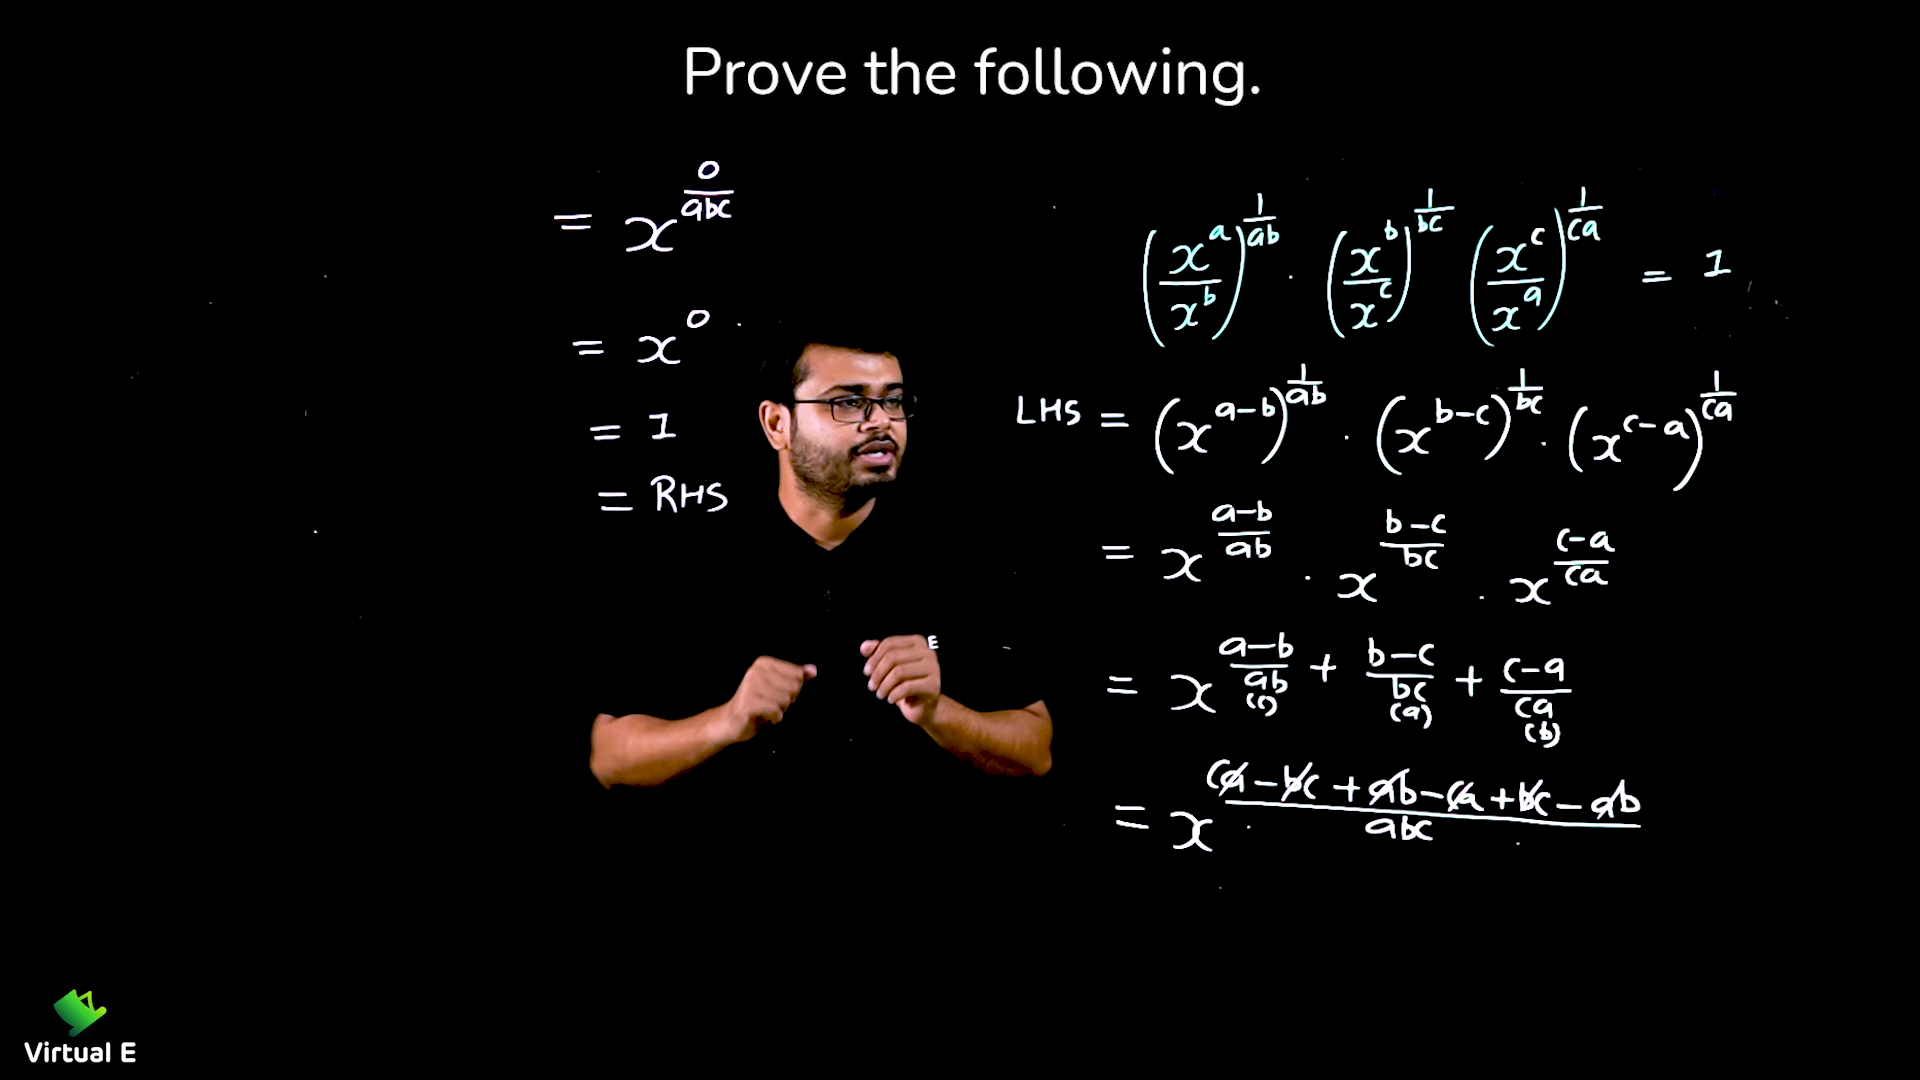 Prove the following.
(x^a/x^b)^(1/ab) · (x^b/x^c)^(1/bc) (x^c/x^a)^(1/ca) = 1
LHS = (x^(a-b))^(1/ab) · (x^(b-c))^(1/bc) · (x^(c-a))^(1/ca)
= x^((a-b)/ab) · x^((b-c)/bc) · x^((c-a)/ca)
= x^((a-b)/ab + (b-c)/bc + (c-a)/ca)
(c) (a) (b)
= x^((ca - bc + ab - ca + bc - ab)/abc)
= x^(0/abc)
= x^0
= 1
= RHS
E
Virtual E